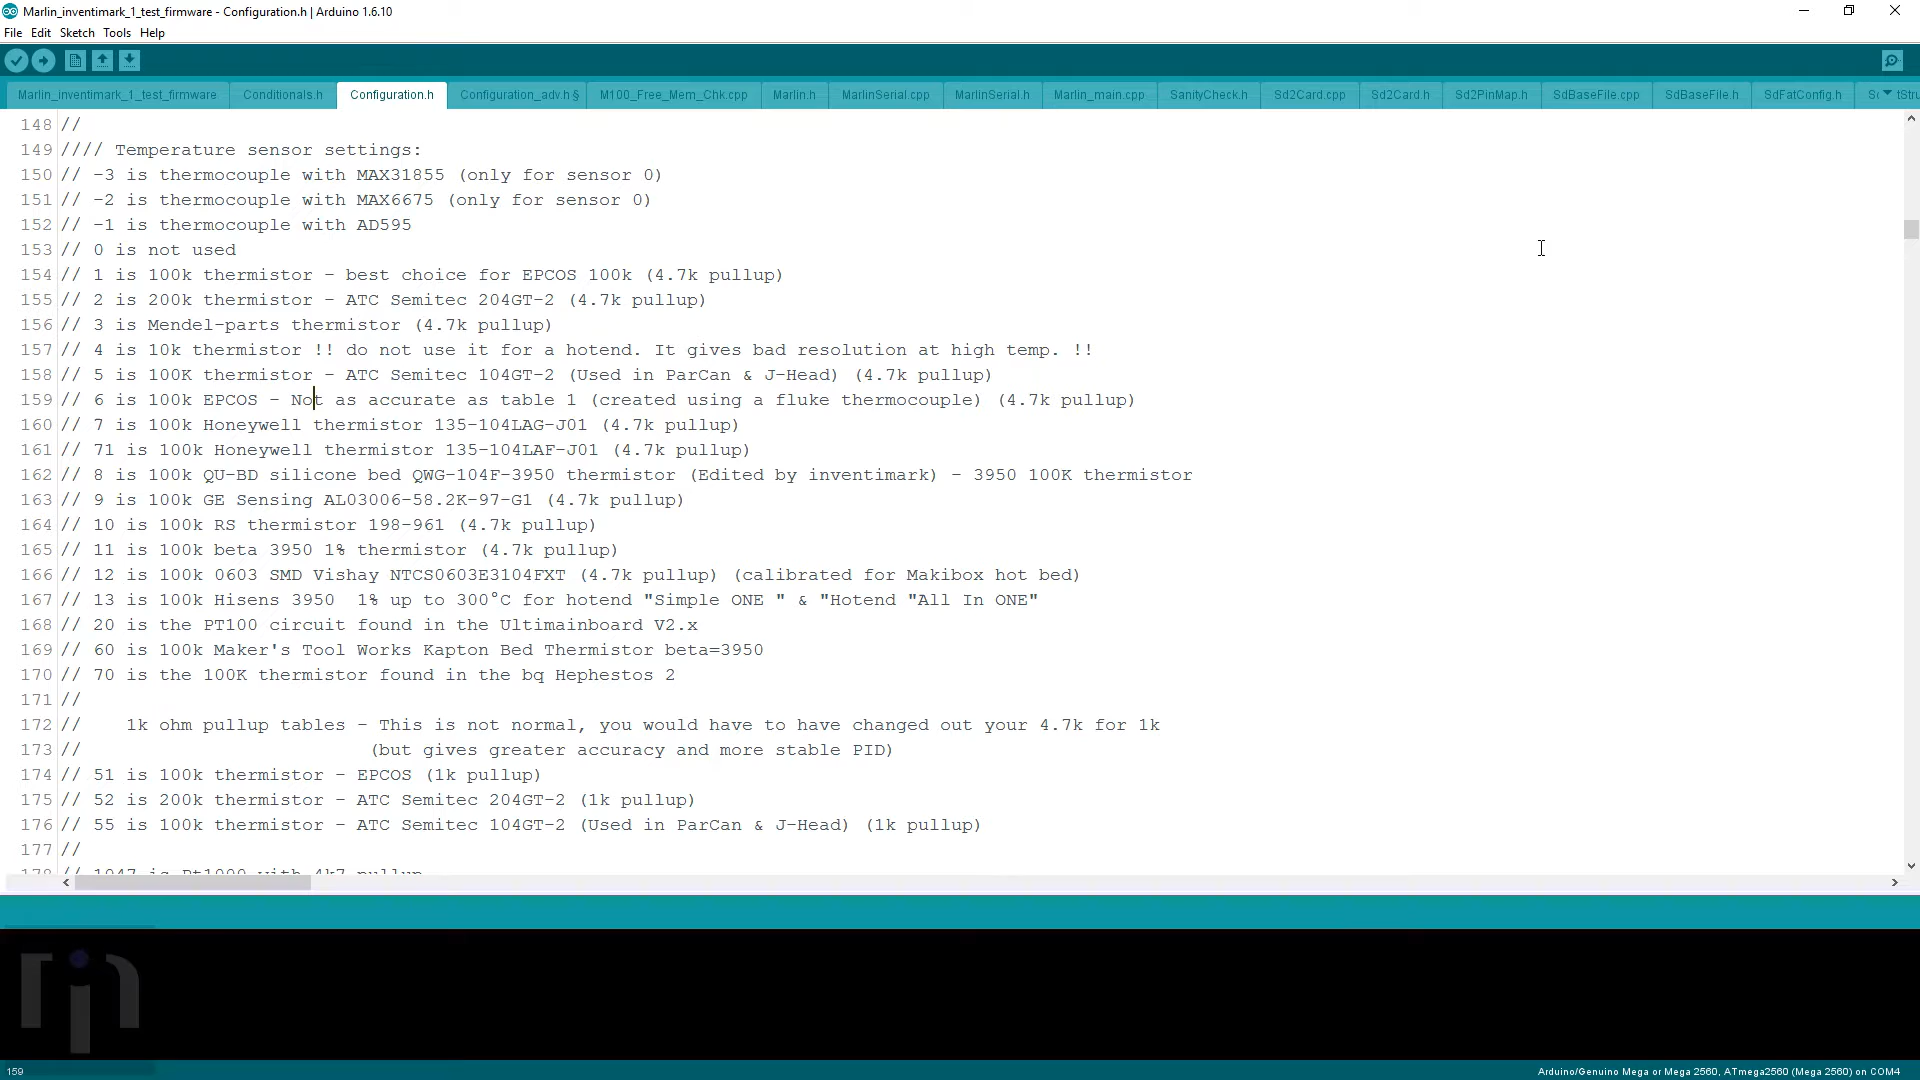 Marlin_inventimark_1_test_firmware - Configuration.h | Arduino 1.6.10
File Edit Sketch Tools Help
Marlin_inventimark_1_test_firmware Conditionals.h Configuration.h Configuration_adv.h § M100_Free_Mem_Chk.cpp Marlin.h MarlinSerial.cpp MarlinSerial.h Marlin_main.cpp SanityCheck.h Sd2Card.cpp Sd2Card.h Sd2PinMap.h SdBaseFile.cpp SdBaseFile.h SdFatConfig.h
148 //
149 //// Temperature sensor settings:
150 // -3 is thermocouple with MAX31855 (only for sensor 0)
151 // -2 is thermocouple with MAX6675 (only for sensor 0)
152 // -1 is thermocouple with AD595
153 // 0 is not used
154 // 1 is 100k thermistor - best choice for EPCOS 100k (4.7k pullup)
155 // 2 is 200k thermistor - ATC Semitec 204GT-2 (4.7k pullup)
156 // 3 is Mendel-parts thermistor (4.7k pullup)
157 // 4 is 10k thermistor !! do not use it for a hotend. It gives bad resolution at high temp. !!
158 // 5 is 100K thermistor - ATC Semitec 104GT-2 (Used in ParCan & J-Head) (4.7k pullup)
159 // 6 is 100k EPCOS - Not as accurate as table 1 (created using a fluke thermocouple) (4.7k pullup)
160 // 7 is 100k Honeywell thermistor 135-104LAG-J01 (4.7k pullup)
161 // 71 is 100k Honeywell thermistor 135-104LAF-J01 (4.7k pullup)
162 // 8 is 100k QU-BD silicone bed QWG-104F-3950 thermistor (Edited by inventimark) - 3950 100K thermistor
163 // 9 is 100k GE Sensing AL03006-58.2K-97-G1 (4.7k pullup)
164 // 10 is 100k RS thermistor 198-961 (4.7k pullup)
165 // 11 is 100k beta 3950 1% thermistor (4.7k pullup)
166 // 12 is 100k 0603 SMD Vishay NTCS0603E3104FXT (4.7k pullup) (calibrated for Makibox hot bed)
167 // 13 is 100k Hisens 3950  1% up to 300°C for hotend "Simple ONE " & "Hotend "All In ONE"
168 // 20 is the PT100 circuit found in the Ultimainboard V2.x
169 // 60 is 100k Maker's Tool Works Kapton Bed Thermistor beta=3950
170 // 70 is the 100K thermistor found in the bq Hephestos 2
171 //
172 //    1k ohm pullup tables - This is not normal, you would have to have changed out your 4.7k for 1k
173 //                          (but gives greater accuracy and more stable PID)
174 // 51 is 100k thermistor - EPCOS (1k pullup)
175 // 52 is 200k thermistor - ATC Semitec 204GT-2 (1k pullup)
176 // 55 is 100k thermistor - ATC Semitec 104GT-2 (Used in ParCan & J-Head) (1k pullup)
177 //
178 // 1047 is Pt1000 with 4k7 pullup
159 Arduino/Genuino Mega or Mega 2560, ATmega2560 (Mega 2560) on COM4